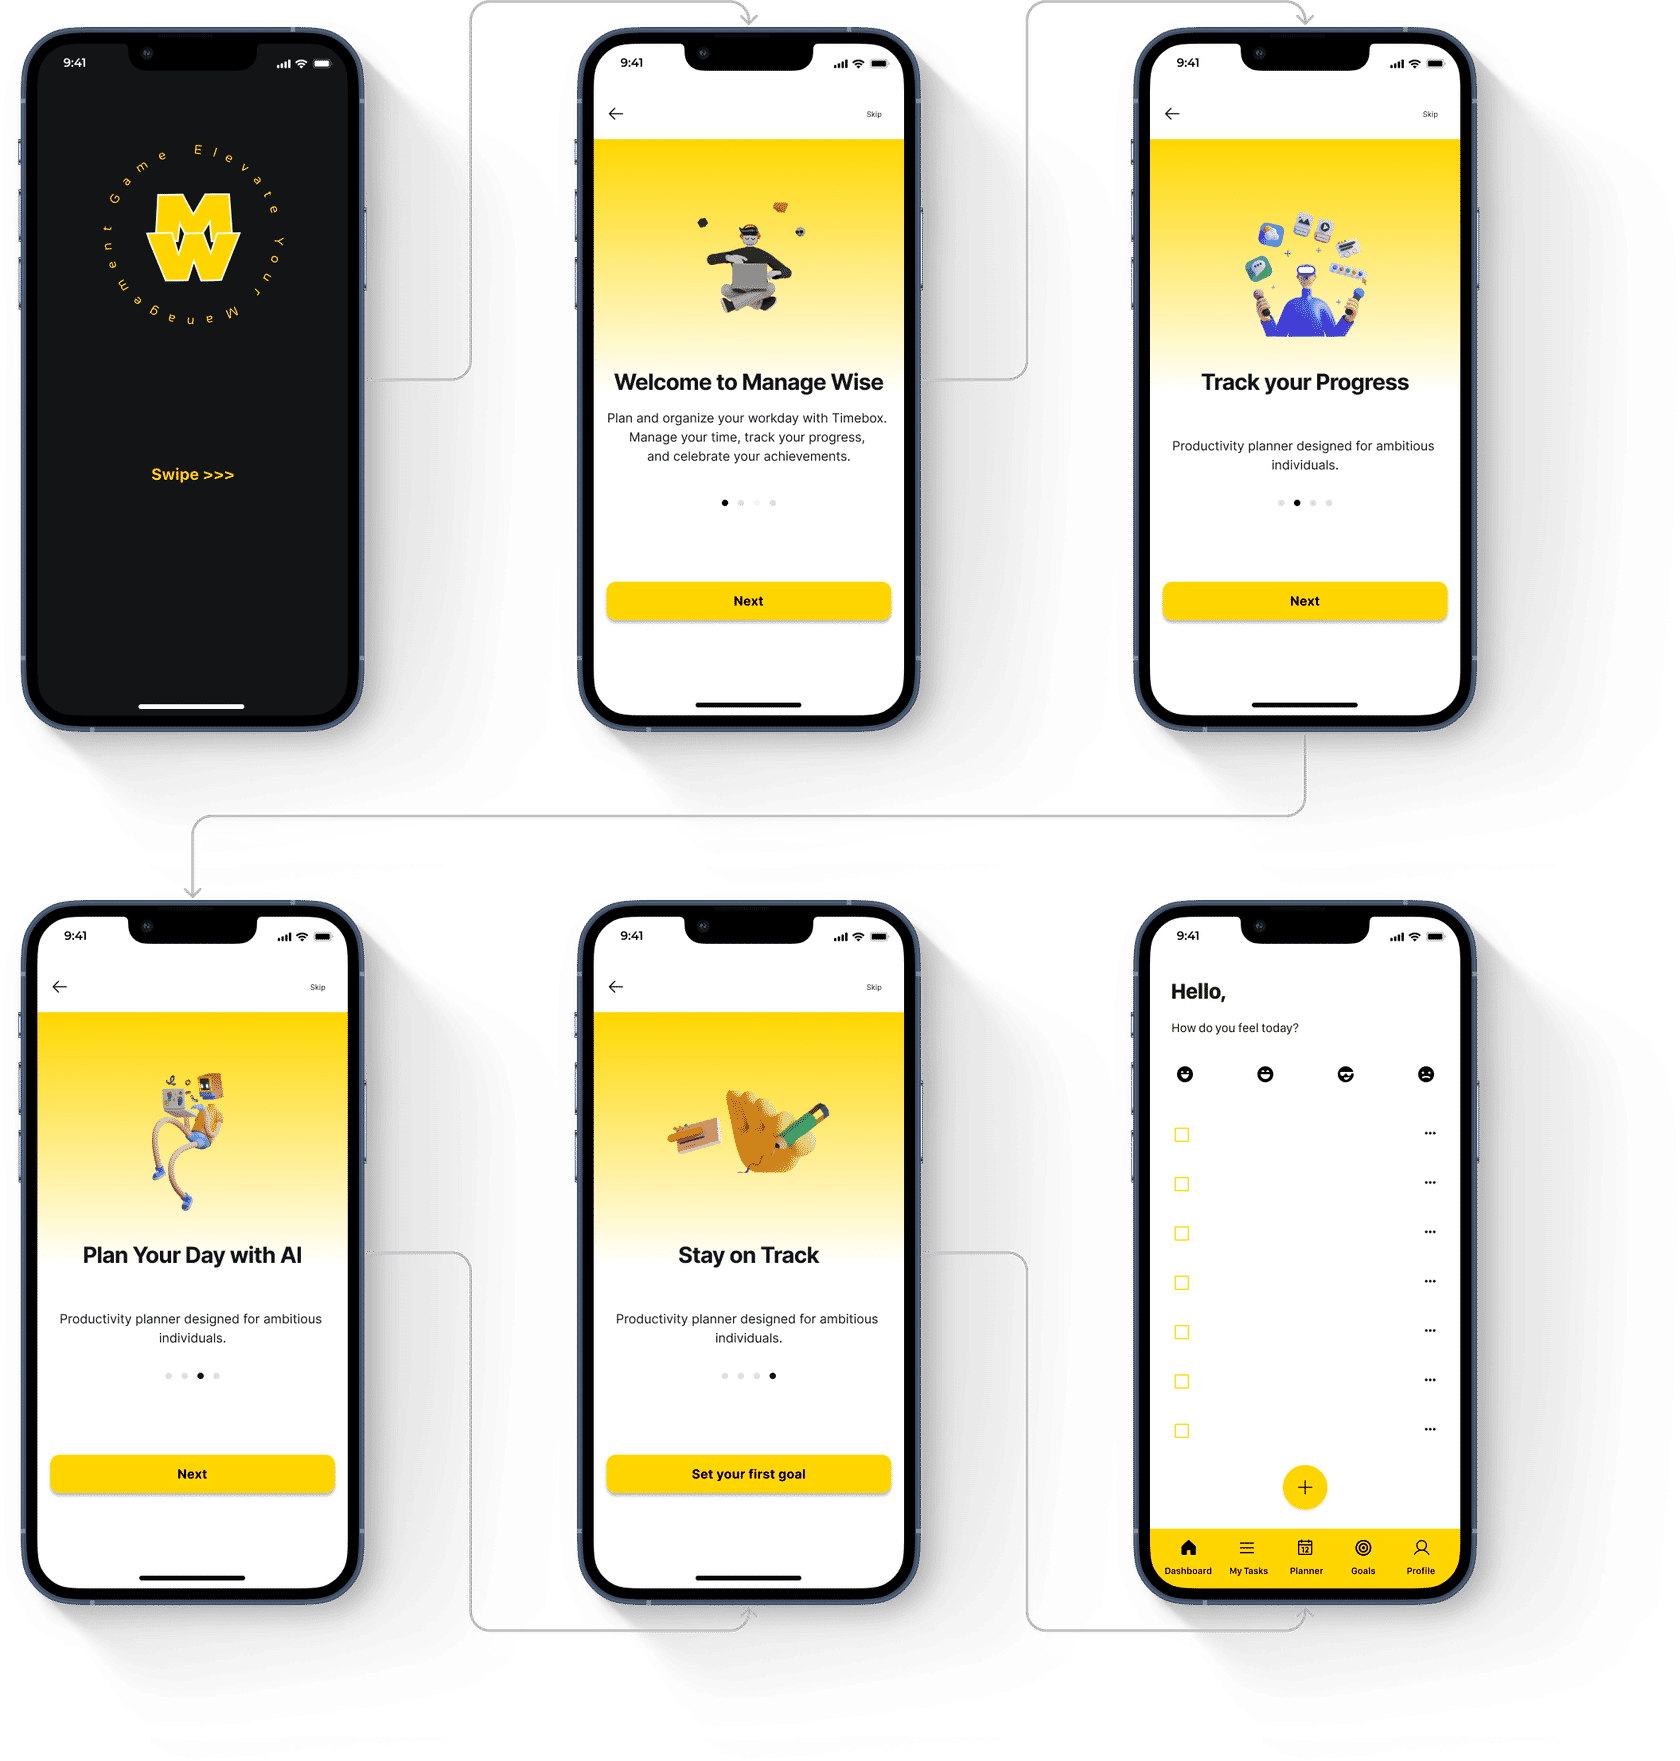 9:41
Elevate Your Management Game
MW
Swipe >>>
9:41
Skip
Welcome to Manage Wise
Plan and organize your workday with Timebox.
Manage your time, track your progress,
and celebrate your achievements.
Next
9:41
Skip
Track your Progress
Productivity planner designed for ambitious
individuals.
Next
9:41
Skip
Plan Your Day with AI
Productivity planner designed for ambitious
individuals.
Next
9:41
Skip
Stay on Track
Productivity planner designed for ambitious
individuals.
Set your first goal
9:41
Hello,
How do you feel today?
12
Dashboard My Tasks Planner Goals Profile